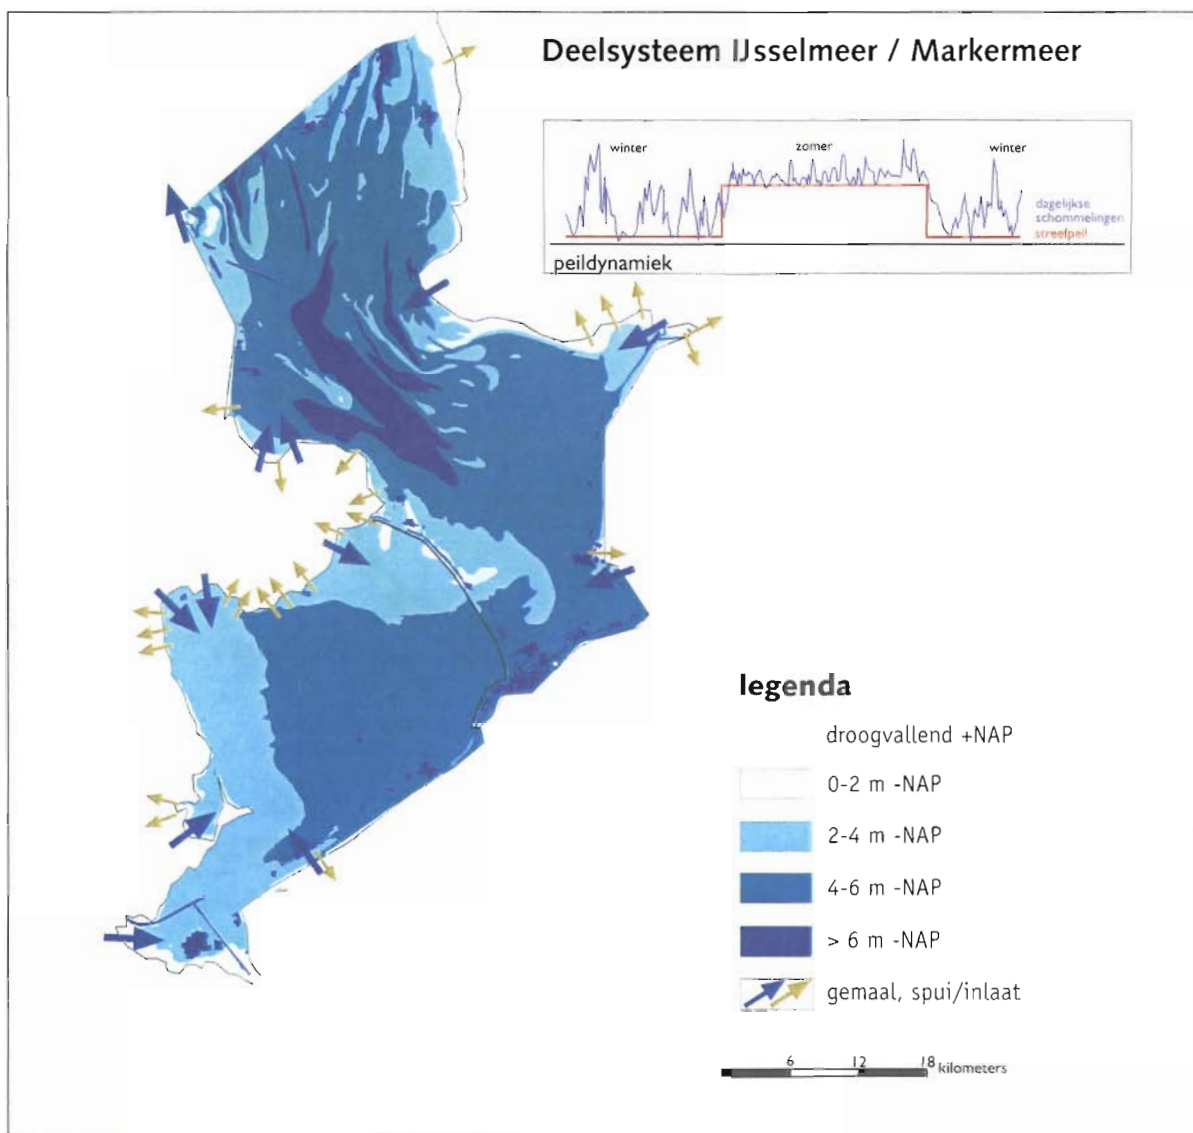 Deelsysteem IJsselmeer / Markermeer
winter
zomer
winter
dagelijkse
schommelingen
streefpeil
peildynamiek
legenda
droogvallend +NAP
0-2 m -NAP
2-4 m -NAP
4-6 m -NAP
> 6 m -NAP
gemaal, spui/inlaat
6 12 18 kilometers